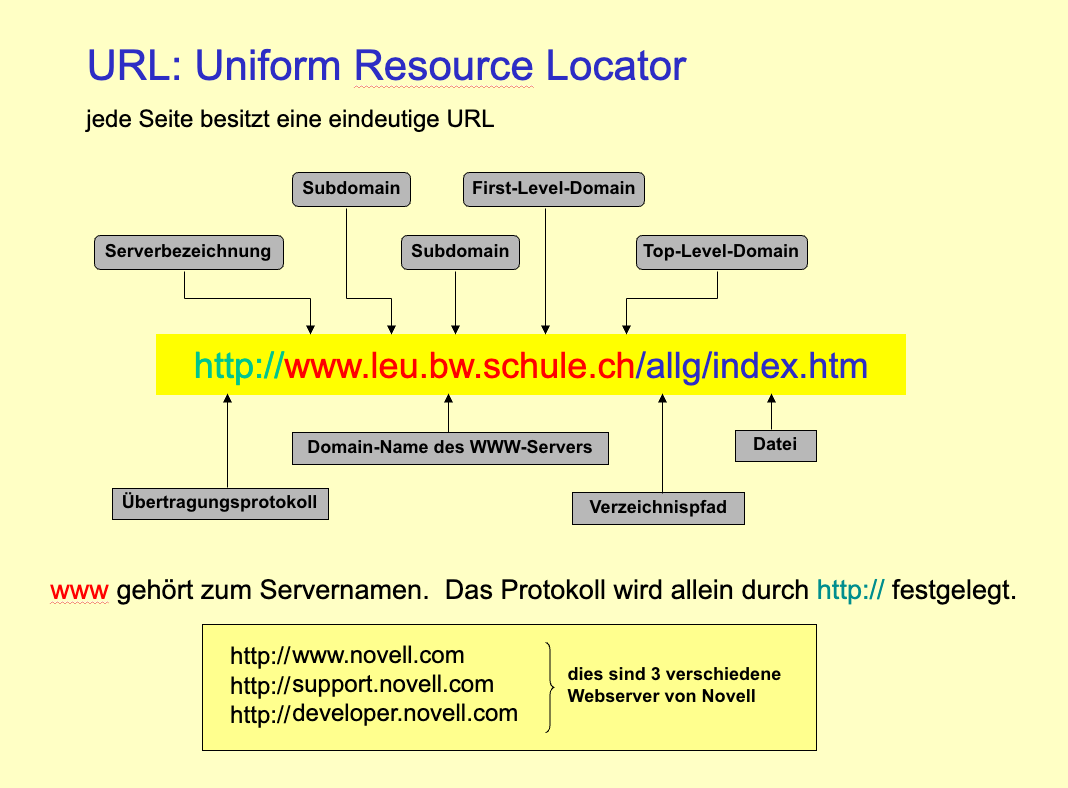 URL: Uniform Resource Locator
jede Seite besitzt eine eindeutige URL
Subdomain
First-Level-Domain
Serverbezeichnung
Subdomain
Top-Level-Domain
http://www.leu.bw.schule.ch/allg/index.htm
Domain-Name des WWW-Servers
Datei
Übertragungsprotokoll
Verzeichnispfad
www gehört zum Servernamen.  Das Protokoll wird allein durch http:// festgelegt.
http://www.novell.com
http://support.novell.com
http://developer.novell.com
dies sind 3 verschiedene
Webserver von Novell